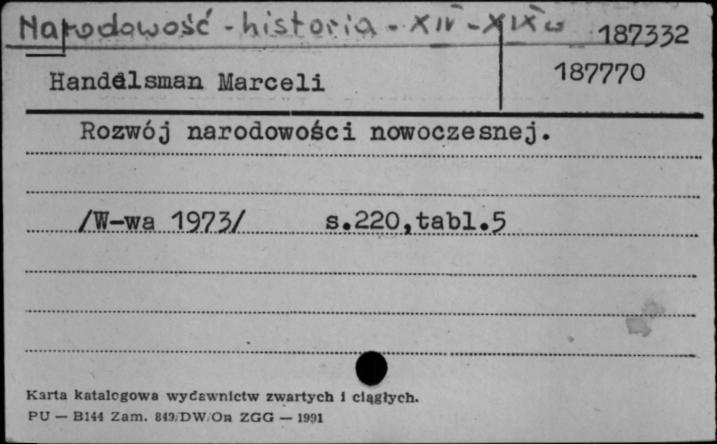 Narodowość - historia - XIV - XIX w 187332
Handelsman Marceli 187770
Rozwój narodowości nowoczesnej.
/W-wa 1973/ s.220,tabl.5
Karta katalogowa wydawnictw zwartych i ciągłych.
PU — B144 Zam. 849/DW/On ZGG — 1991